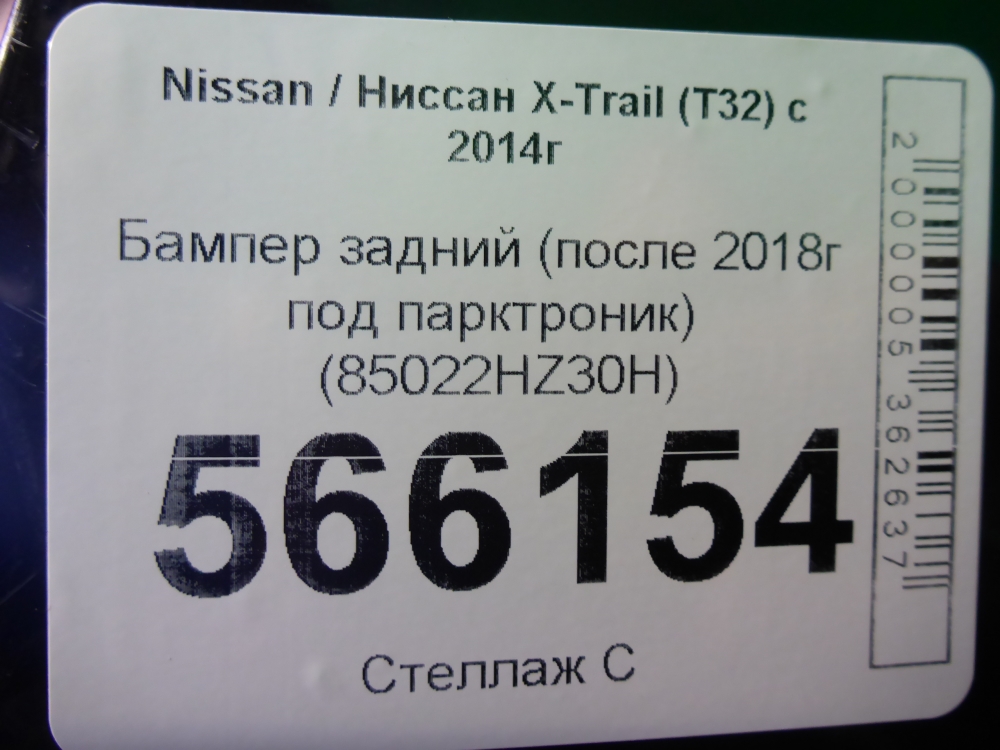 Nissan / Ниссан X-Trail (T32) с
2014г
Бампер задний (после 2018г
под парктроник)
(85022HZ30H)
566154
Стеллаж С
2000005362637